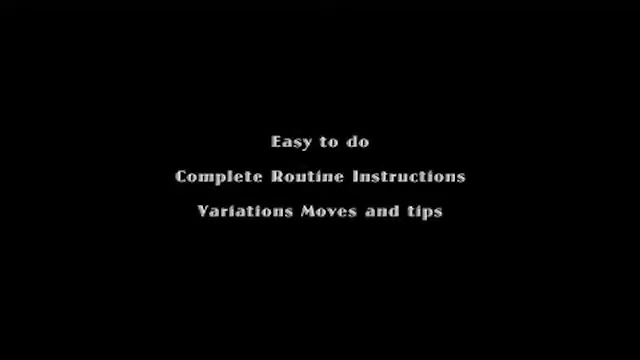 Easy to do
Complete Routine Instructions
Variations Moves and tips